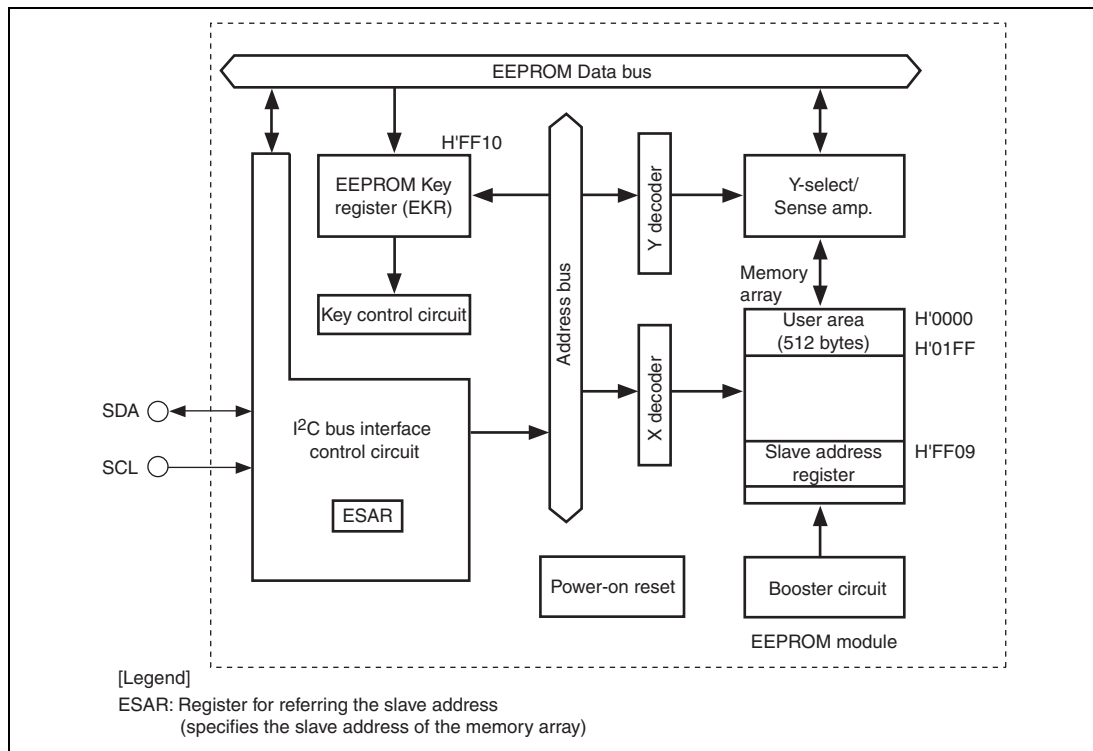 EEPROM Data bus
H'FF10
EEPROM Key
register (EKR)
Key control circuit
Address bus
Y decoder
X decoder
Y-select/
Sense amp.
Memory
array
User area
(512 bytes)
H'0000
H'01FF
Slave address
register
H'FF09
SDA
SCL
I2C bus interface
control circuit
ESAR
Power-on reset
Booster circuit
EEPROM module
[Legend]
ESAR: Register for referring the slave address
(specifies the slave address of the memory array)